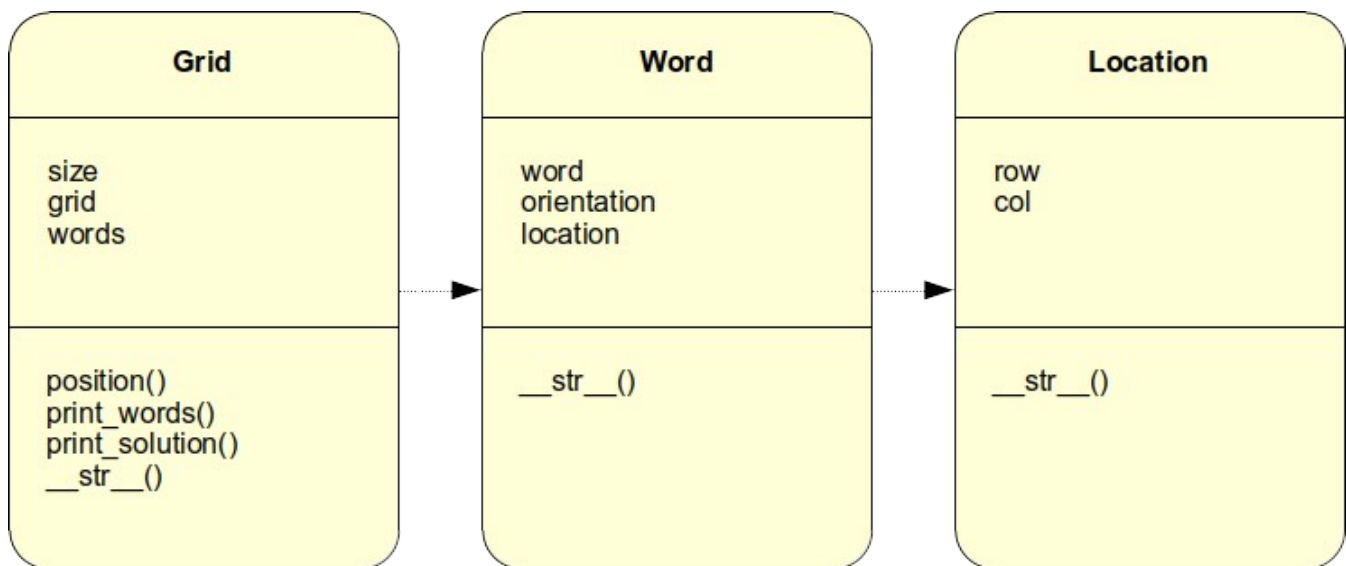 Grid
size
grid
words
position()
print_words()
print_solution()
__str__()
Word
word
orientation
location
__str__()
Location
row
col
__str__()